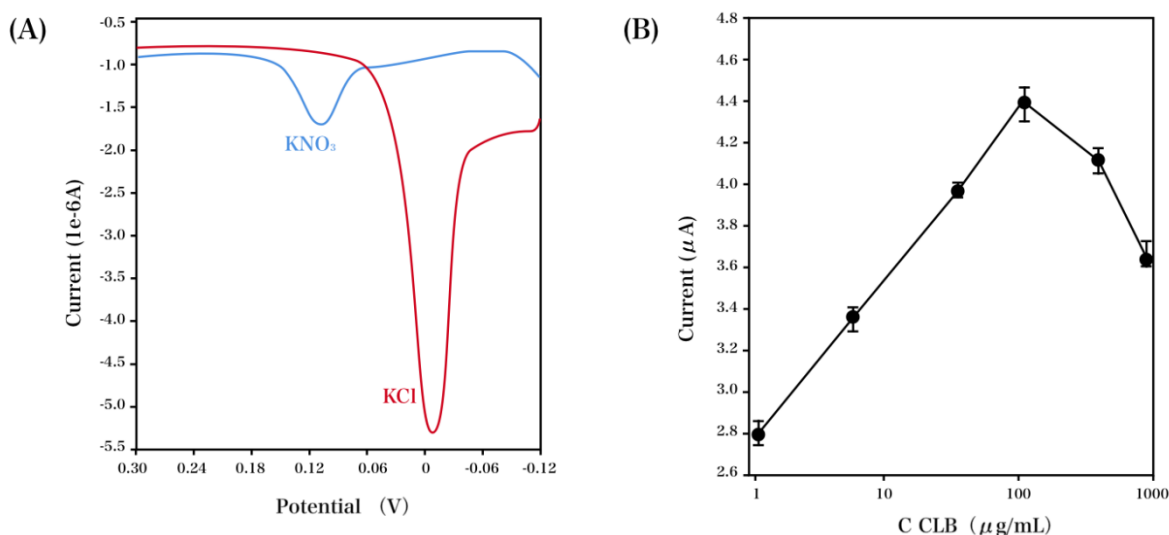 (A)
-0.5
-1.0
-1.5
-2.0
-2.5
-3.0
-3.5
-4.0
-4.5
-5.0
-5.5
Current (1e-6A)
KNO₃
KCl
0.30 0.24 0.18 0.12 0.06 0 -0.06 -0.12
Potential (V)
(B)
4.8
4.6
4.4
4.2
4.0
3.8
3.6
3.4
3.2
3.0
2.8
2.6
Current (μA)
1 10 100 1000
C CLB (μg/mL)